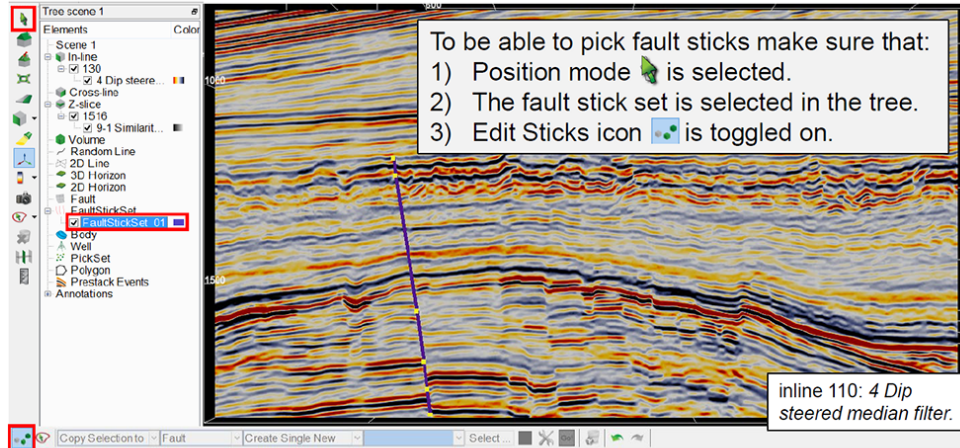 Tree scene 1
Elements Color
Scene 1
In-line
130
4 Dip steere...
Cross-line
Z-slice
1516
9-1 Similarit...
Volume
Random Line
2D Line
3D Horizon
2D Horizon
Fault
FaultStickSet
FaultStickSet_01
Body
Well
PickSet
Polygon
Prestack Events
Annotations
800
1000
1500
To be able to pick fault sticks make sure that:
1) Position mode is selected.
2) The fault stick set is selected in the tree.
3) Edit Sticks icon is toggled on.
inline 110: 4 Dip
steered median filter.
Copy Selection to Fault Create Single New Select ...